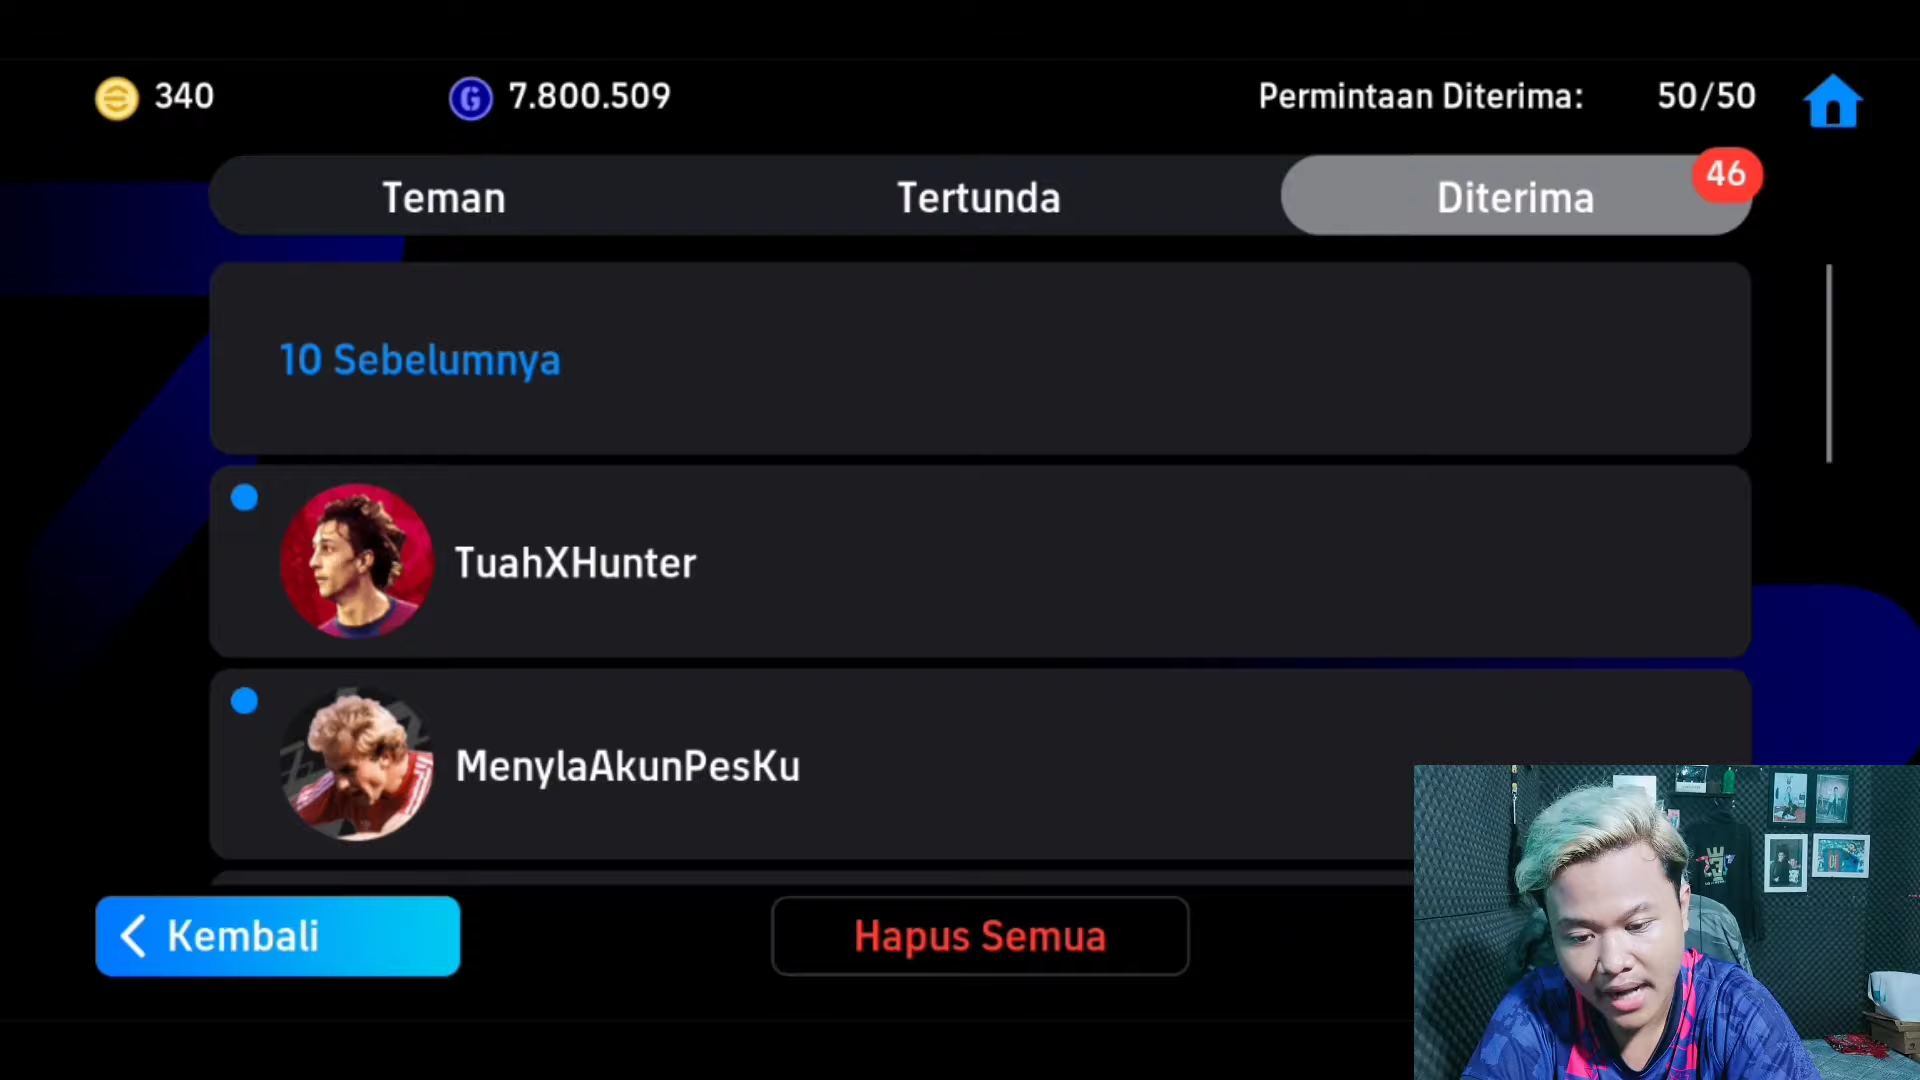 340
7.800.509
Permintaan Diterima: 50/50
Teman
Tertunda
Diterima
46
10 Sebelumnya
TuahXHunter
MenylaAkunPesKu
Kembali
Hapus Semua